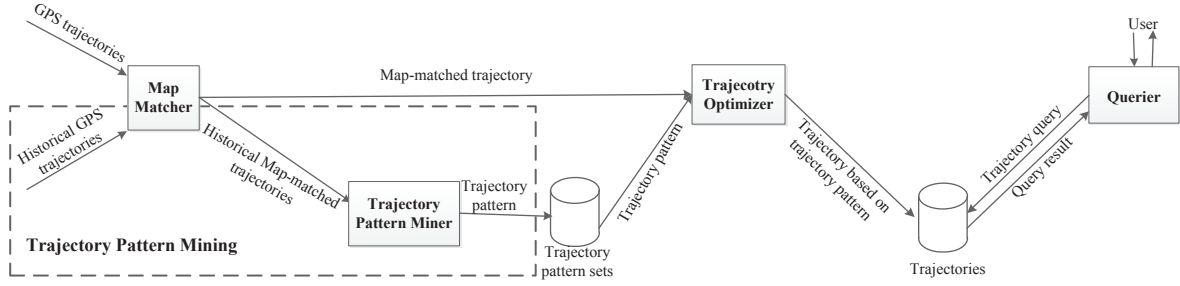 GPS trajectories
Map
Matcher
Map-matched trajectory
Trajecotry
Optimizer
User
Querier
Historical GPS
trajectories
Historical Map-matched
trajectories
Trajectory
Pattern Miner
Trajectory
pattern
Trajectory pattern
Trajectory based on
trajectory pattern
Trajectory query
Query result
Trajectory Pattern Mining
Trajectory
pattern sets
Trajectories